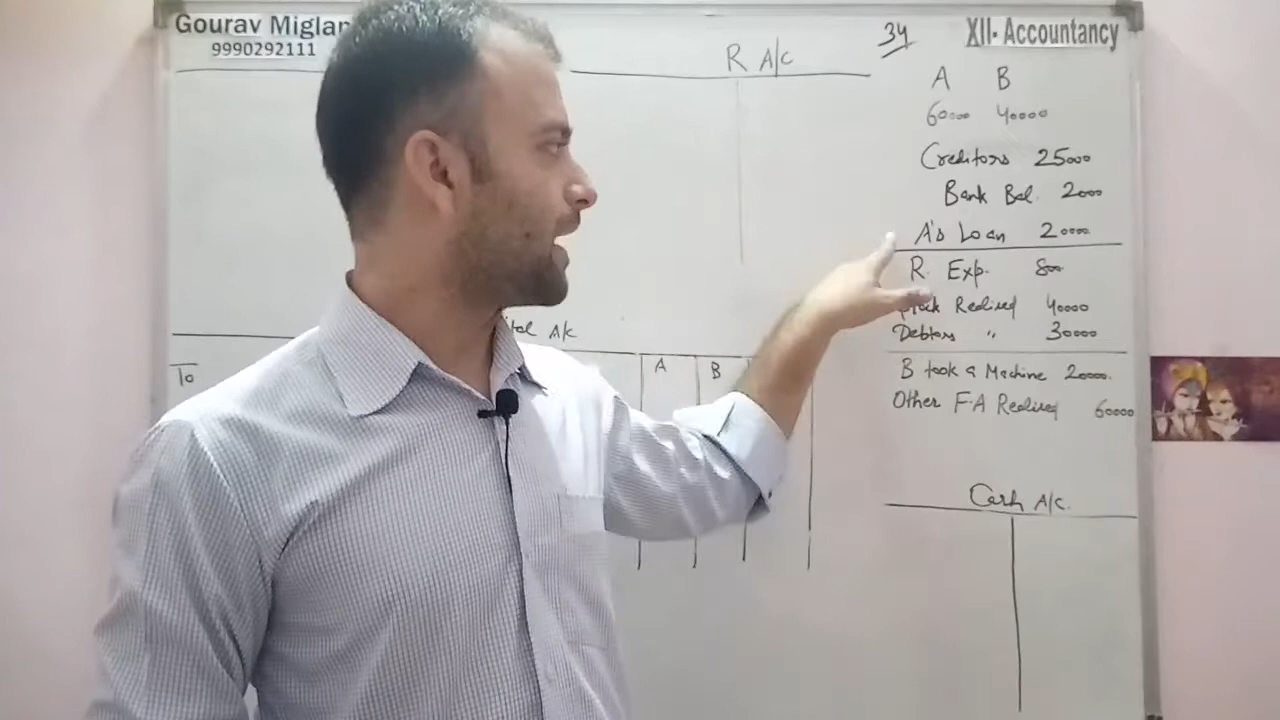 Gourav Miglan
9990292111
34
XII- Accountancy
R A/c
A B
60000 40000
Creditors 25000
Bank Bal. 2000
A's Loan 20000
R. Exp. 800
Realised 40000
Debtors " 30000
B took a Machine 20000
Other F.A Realised 60000
A/c
To
A B
Cash A/c